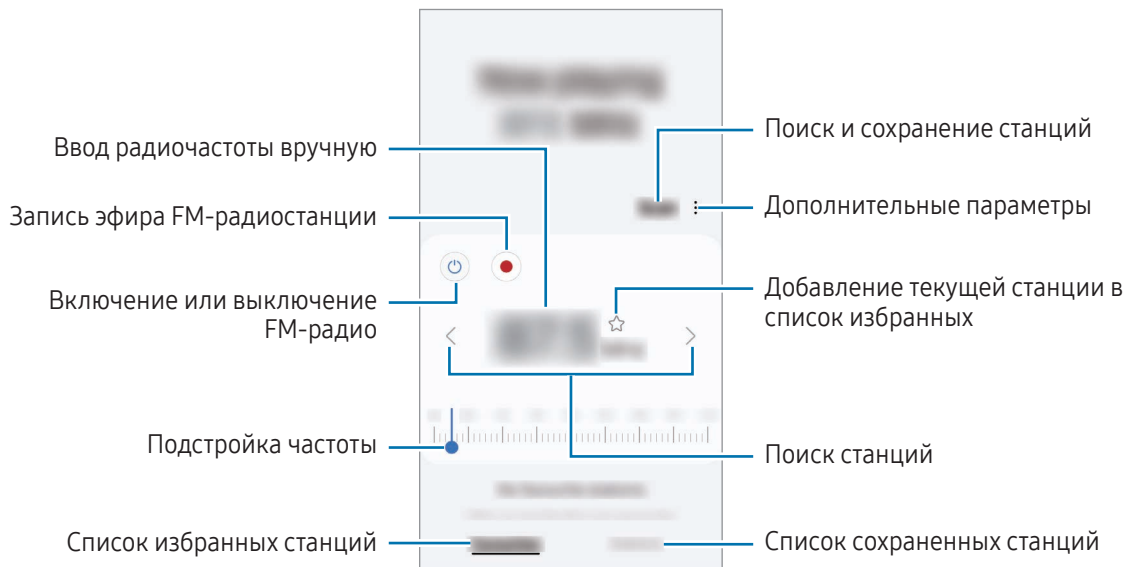 Ввод радиочастоты вручную
Запись эфира FM-радиостанции
Включение или выключение
FM-радио
Подстройка частоты
Список избранных станций
Поиск и сохранение станций
Дополнительные параметры
Добавление текущей станции в
список избранных
Поиск станций
Список сохраненных станций